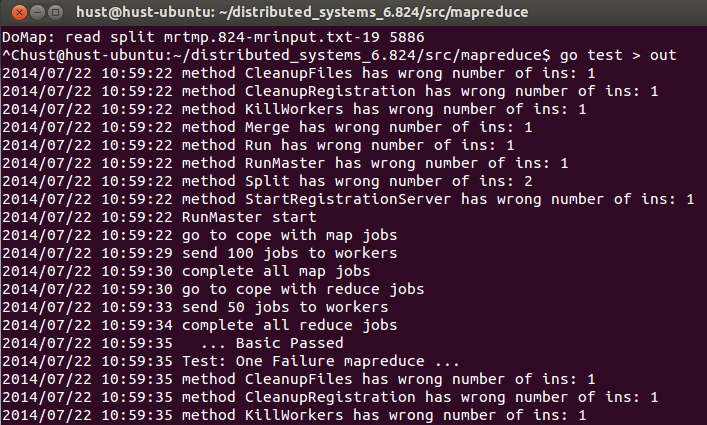 hust@hust-ubuntu: ~/distributed_systems_6.824/src/mapreduce
DoMap: read split mrtmp.824-mrinput.txt-19 5886
^Chust@hust-ubuntu:~/distributed_systems_6.824/src/mapreduce$ go test > out
2014/07/22 10:59:22 method CleanupFiles has wrong number of ins: 1
2014/07/22 10:59:22 method CleanupRegistration has wrong number of ins: 1
2014/07/22 10:59:22 method KillWorkers has wrong number of ins: 1
2014/07/22 10:59:22 method Merge has wrong number of ins: 1
2014/07/22 10:59:22 method Run has wrong number of ins: 1
2014/07/22 10:59:22 method RunMaster has wrong number of ins: 1
2014/07/22 10:59:22 method Split has wrong number of ins: 2
2014/07/22 10:59:22 method StartRegistrationServer has wrong number of ins: 1
2014/07/22 10:59:22 RunMaster start
2014/07/22 10:59:22 go to cope with map jobs
2014/07/22 10:59:29 send 100 jobs to workers
2014/07/22 10:59:30 complete all map jobs
2014/07/22 10:59:30 go to cope with reduce jobs
2014/07/22 10:59:33 send 50 jobs to workers
2014/07/22 10:59:34 complete all reduce jobs
2014/07/22 10:59:35   ... Basic Passed
2014/07/22 10:59:35 Test: One Failure mapreduce ...
2014/07/22 10:59:35 method CleanupFiles has wrong number of ins: 1
2014/07/22 10:59:35 method CleanupRegistration has wrong number of ins: 1
2014/07/22 10:59:35 method KillWorkers has wrong number of ins: 1